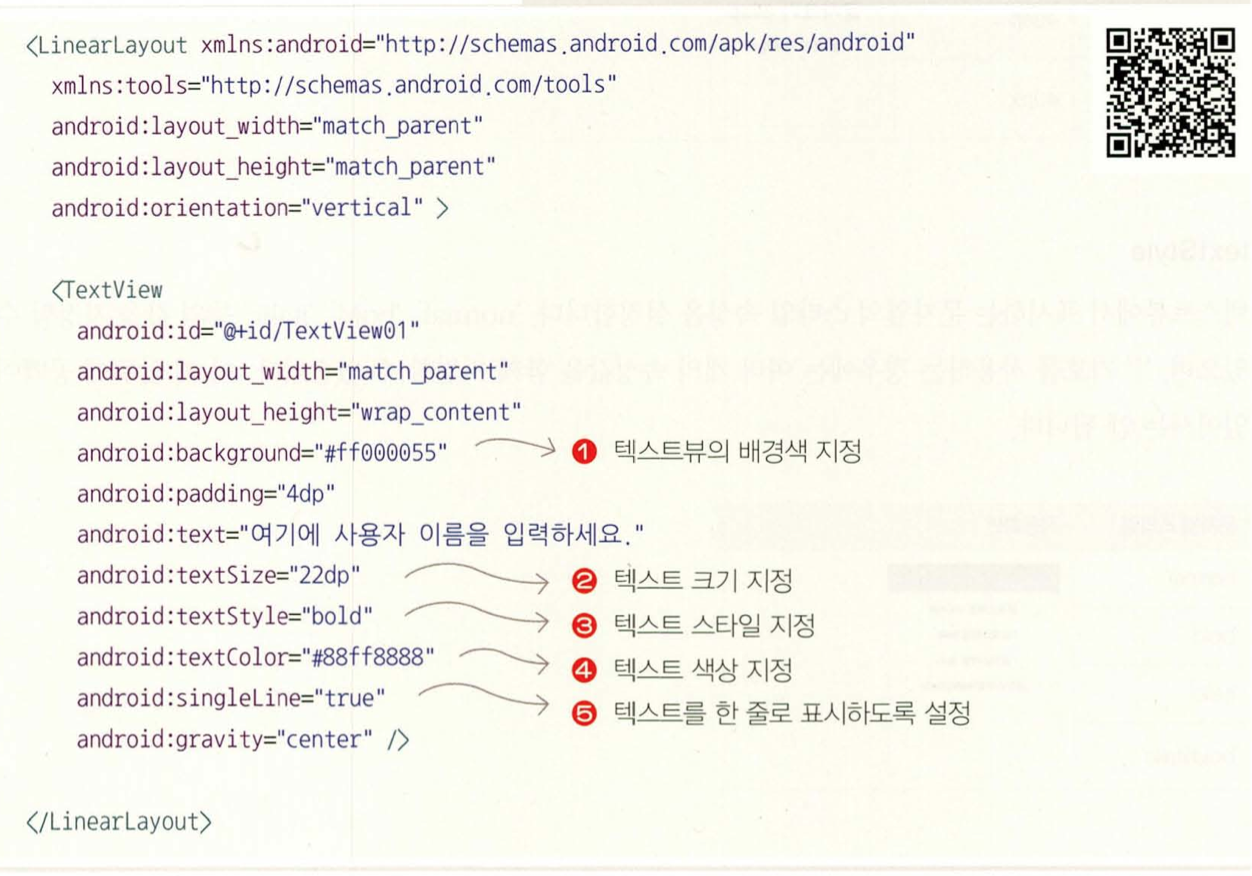 <LinearLayout xmlns:android="http://schemas.android.com/apk/res/android"
xmlns:tools="http://schemas.android.com/tools"
android:layout_width="match_parent"
android:layout_height="match_parent"
android:orientation="vertical" >
<TextView
android:id="@+id/TextView01"
android:layout_width="match_parent"
android:layout_height="wrap_content"
android:background="#ff000055" ❶ 텍스트뷰의 배경색 지정
android:padding="4dp"
android:text="여기에 사용자 이름을 입력하세요."
android:textSize="22dp" ❷ 텍스트 크기 지정
android:textStyle="bold" ❸ 텍스트 스타일 지정
android:textColor="#88ff8888" ❹ 텍스트 색상 지정
android:singleLine="true" ❺ 텍스트를 한 줄로 표시하도록 설정
android:gravity="center" />
</LinearLayout>